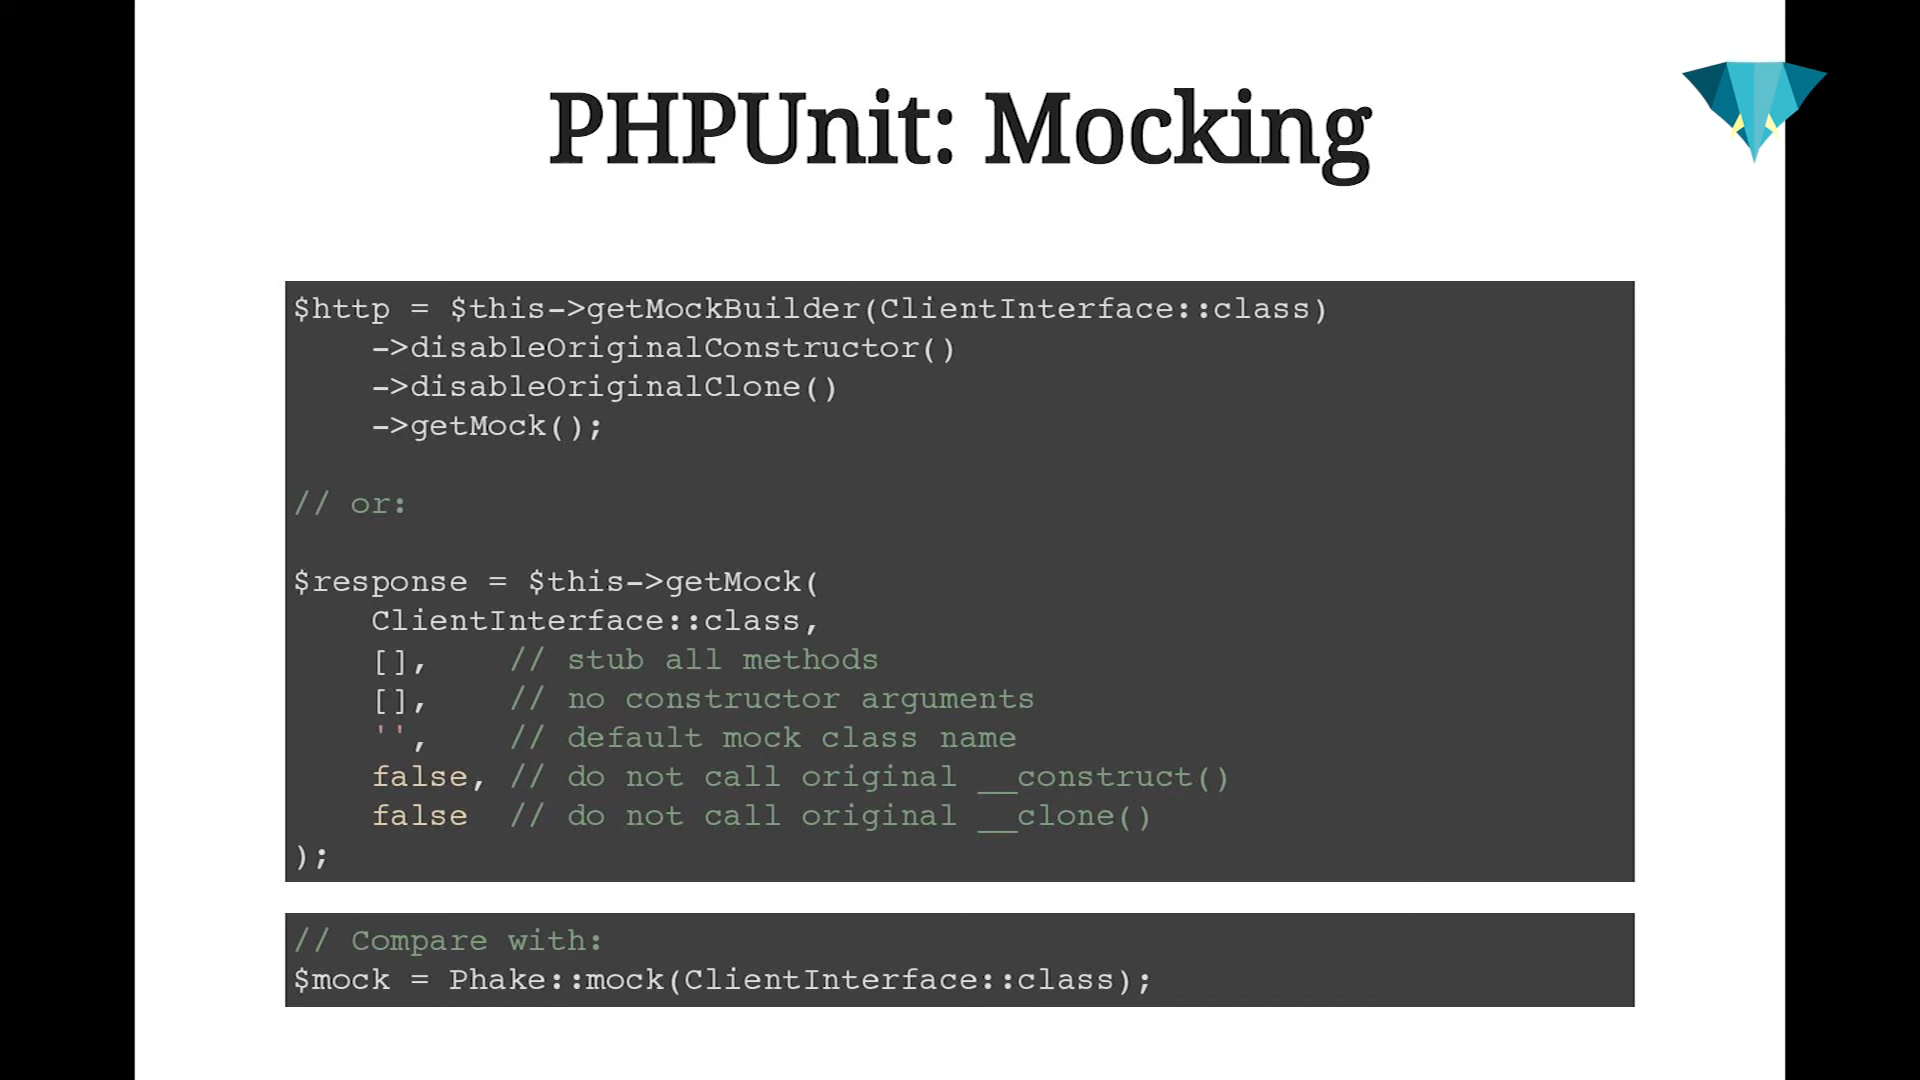 PHPUnit: Mocking
$http = $this->getMockBuilder(ClientInterface::class)
    ->disableOriginalConstructor()
    ->disableOriginalClone()
    ->getMock();
// or:
$response = $this->getMock(
    ClientInterface::class,
    [],    // stub all methods
    [],    // no constructor arguments
    '',    // default mock class name
    false, // do not call original __construct()
    false  // do not call original __clone()
);
// Compare with:
$mock = Phake::mock(ClientInterface::class);